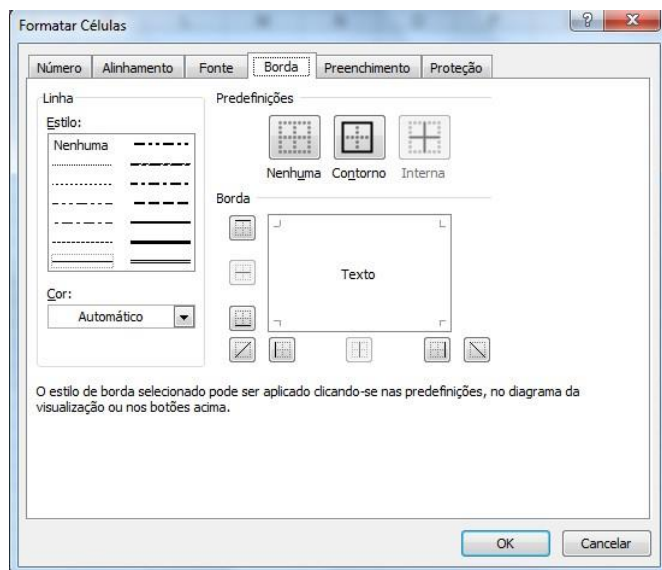 Formatar Células
Número Alinhamento Fonte Borda Preenchimento Proteção
Linha
Estilo:
Nenhuma
Cor:
Automático
Predefinições
Nenhuma Contorno Interna
Borda
Texto
O estilo de borda selecionado pode ser aplicado clicando-se nas predefinições, no diagrama da
visualização ou nos botões acima.
OK Cancelar